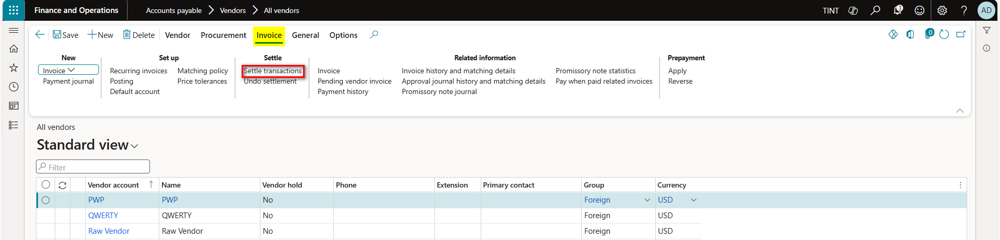 Finance and Operations Accounts payable Vendors All vendors TINT 3 ? AD
Save New Delete Vendor Procurement Invoice General Options 0
New Set up Settle Related information Prepayment
Invoice Recurring invoices Matching policy Settle transactions Invoice Invoice history and matching details Promissory note statistics Apply
Payment journal Posting Price tolerances Undo settlement Pending vendor invoice Approval journal history and matching details Pay when paid related invoices Reverse
Default account Payment history Promissory note journal
All vendors
Standard view
Filter
Vendor account Name Vendor hold Phone Extension Primary contact Group Currency
PWP PWP No Foreign USD
QWERTY QWERTY No Foreign USD
Raw Vendor Raw Vendor No Foreign USD